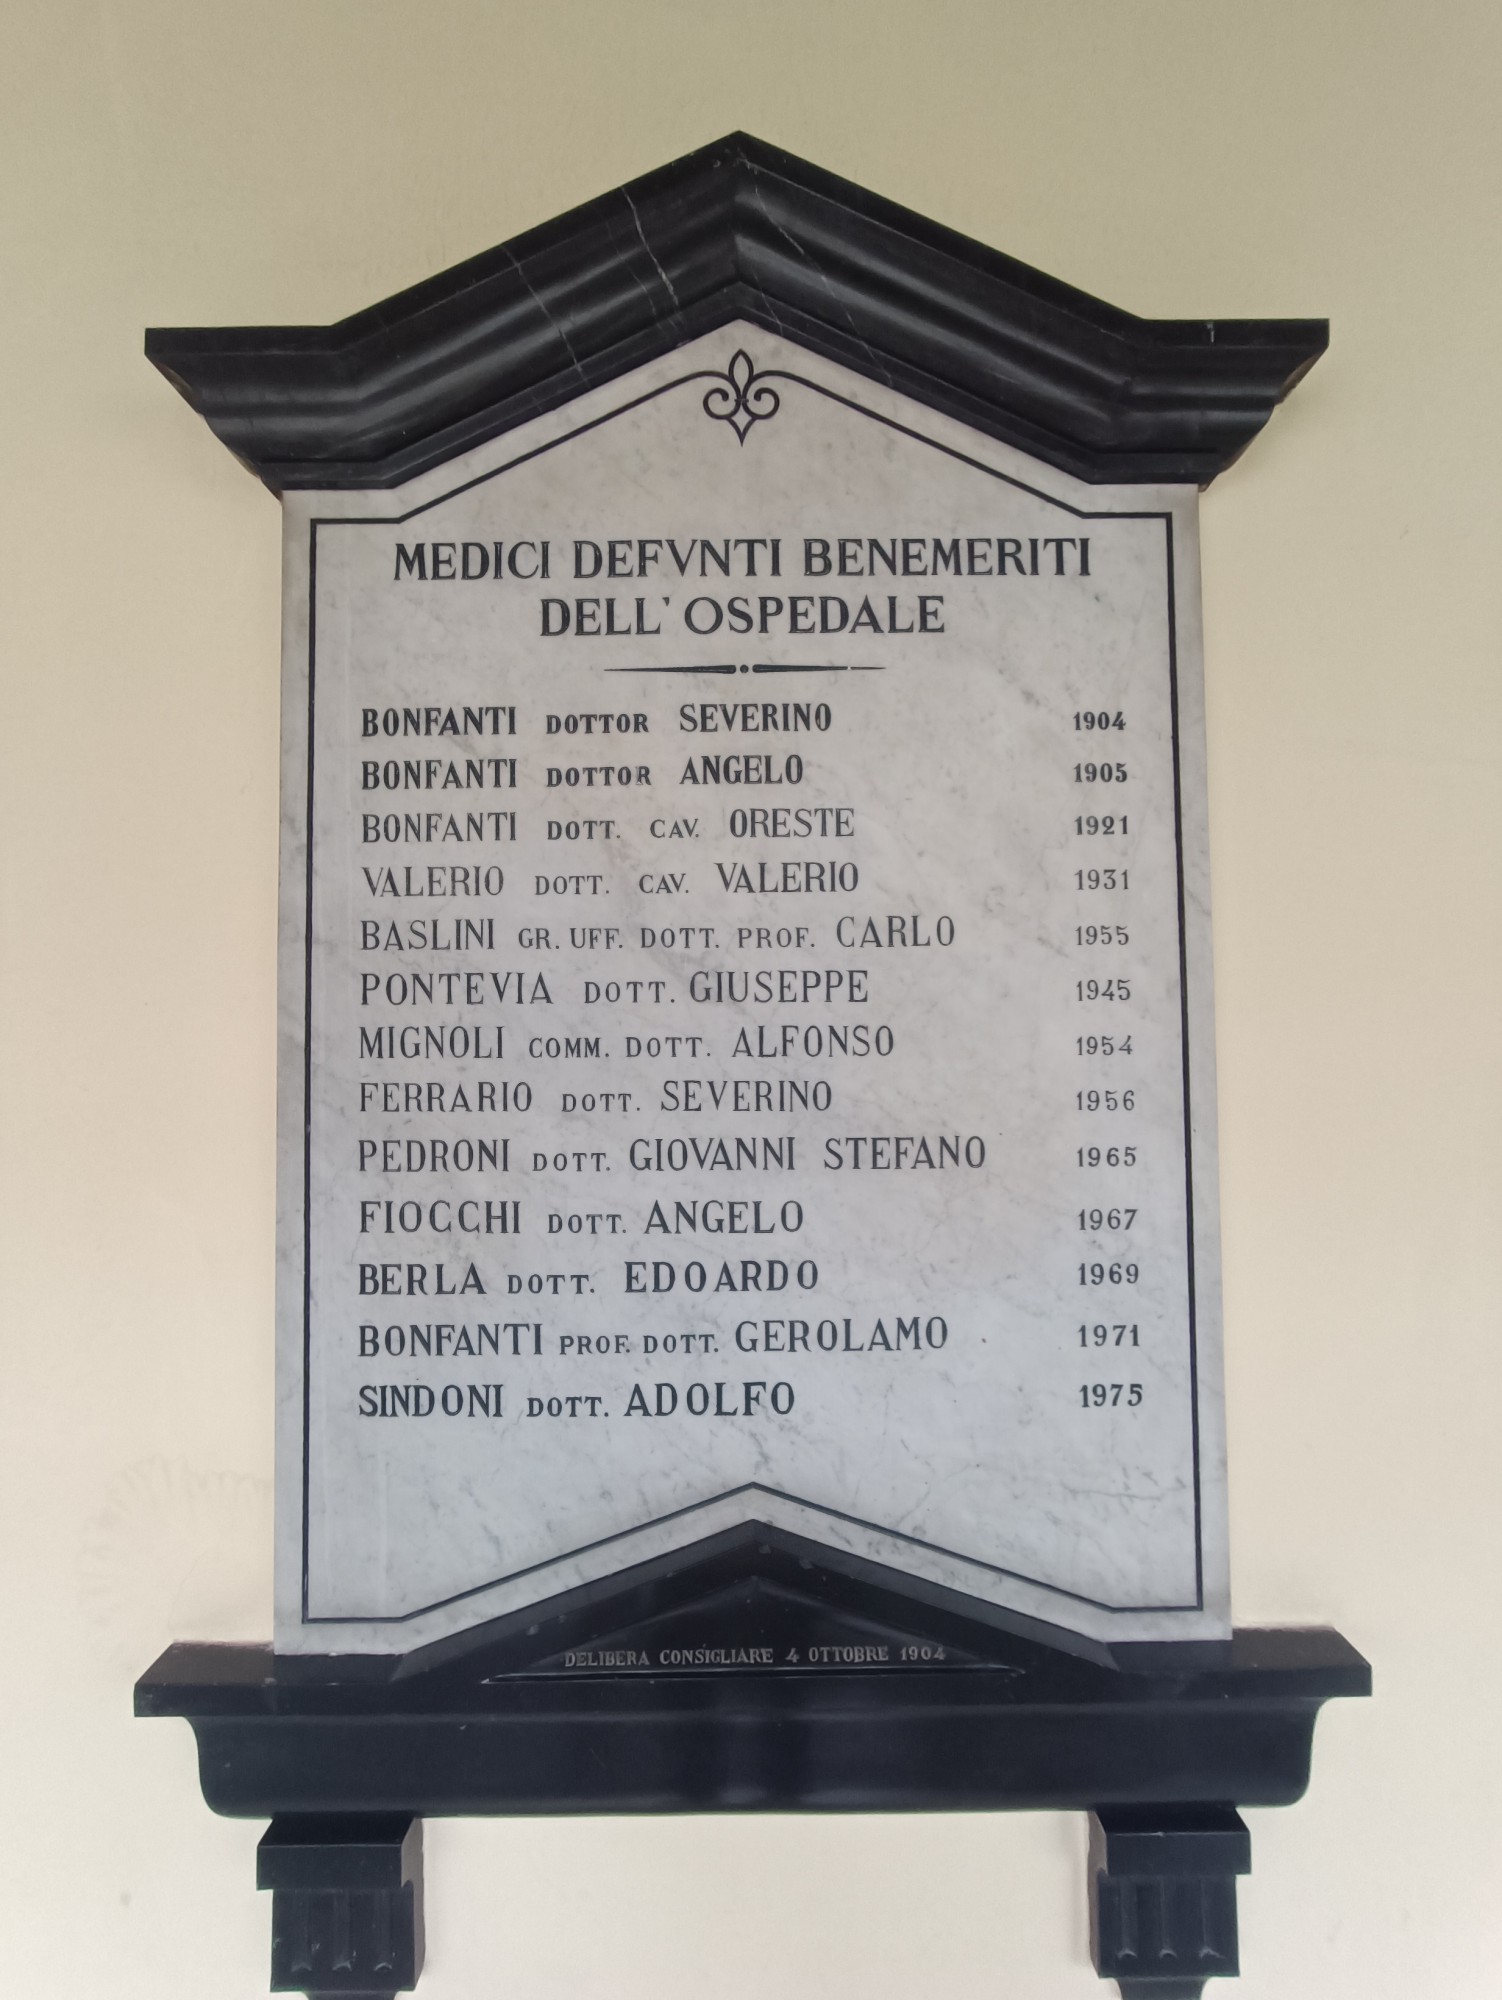 MEDICI DEFVNTI BENEMERITI
DELL'OSPEDALE
BONFANTI DOTTOR SEVERINO 1904
BONFANTI DOTTOR ANGELO 1905
BONFANTI DOTT. CAV. ORESTE 1921
VALERIO DOTT. CAV. VALERIO 1931
BASLINI GR. UFF. DOTT. PROF. CARLO 1955
PONTEVIA DOTT. GIUSEPPE 1945
MIGNOLI COMM. DOTT. ALFONSO 1954
FERRARIO DOTT. SEVERINO 1956
PEDRONI DOTT. GIOVANNI STEFANO 1965
FIOCCHI DOTT. ANGELO 1967
BERLA DOTT. EDOARDO 1969
BONFANTI PROF. DOTT. GEROLAMO 1971
SINDONI DOTT. ADOLFO 1975
DELIBERA CONSIGLIARE 4 OTTOBRE 1904